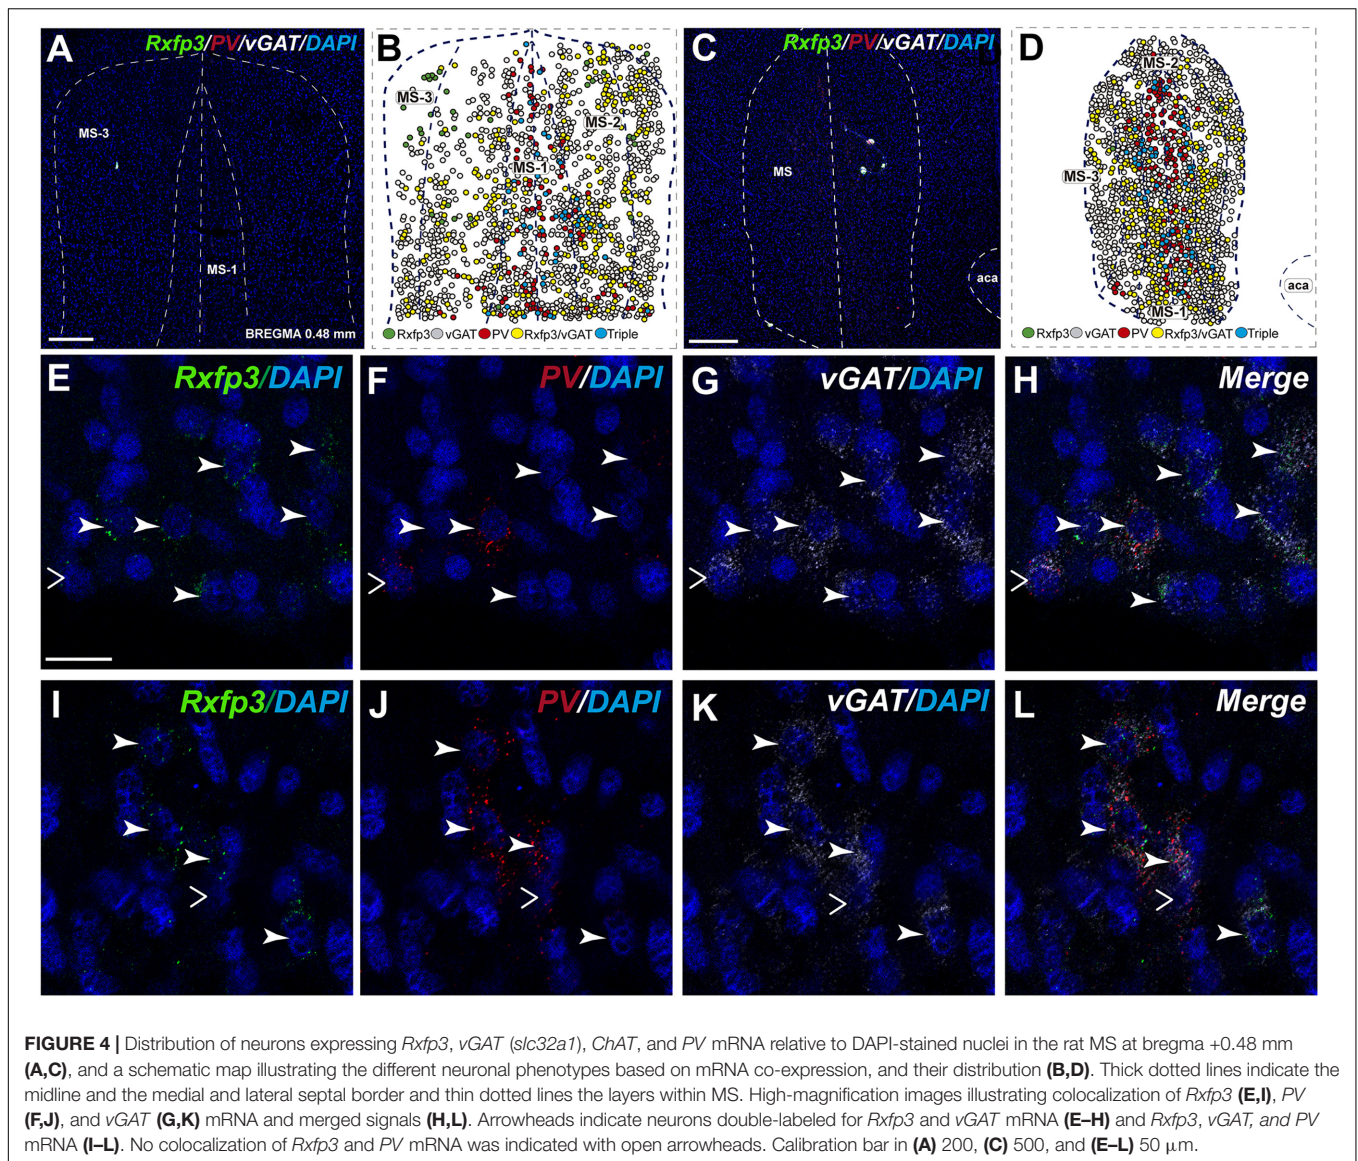 A
Rxfp3/PV/vGAT/DAPI
MS-3
MS-1
BREGMA 0.48 mm
B
MS-3
MS-2
MS-1
Rxfp3 vGAT PV Rxfp3/vGAT Triple
C
Rxfp3/PV/vGAT/DAPI
MS
aca
D
MS-2
MS-3
MS-1
aca
Rxfp3 vGAT PV Rxfp3/vGAT Triple
E
Rxfp3/DAPI
F
PV/DAPI
G
vGAT/DAPI
H
Merge
I
Rxfp3/DAPI
J
PV/DAPI
K
vGAT/DAPI
L
Merge
FIGURE 4 | Distribution of neurons expressing Rxfp3, vGAT (slc32a1), ChAT, and PV mRNA relative to DAPI-stained nuclei in the rat MS at bregma +0.48 mm
(A,C), and a schematic map illustrating the different neuronal phenotypes based on mRNA co-expression, and their distribution (B,D). Thick dotted lines indicate the
midline and the medial and lateral septal border and thin dotted lines the layers within MS. High-magnification images illustrating colocalization of Rxfp3 (E,I), PV
(F,J), and vGAT (G,K) mRNA and merged signals (H,L). Arrowheads indicate neurons double-labeled for Rxfp3 and vGAT mRNA (E–H) and Rxfp3, vGAT, and PV
mRNA (I–L). No colocalization of Rxfp3 and PV mRNA was indicated with open arrowheads. Calibration bar in (A) 200, (C) 500, and (E–L) 50 μm.